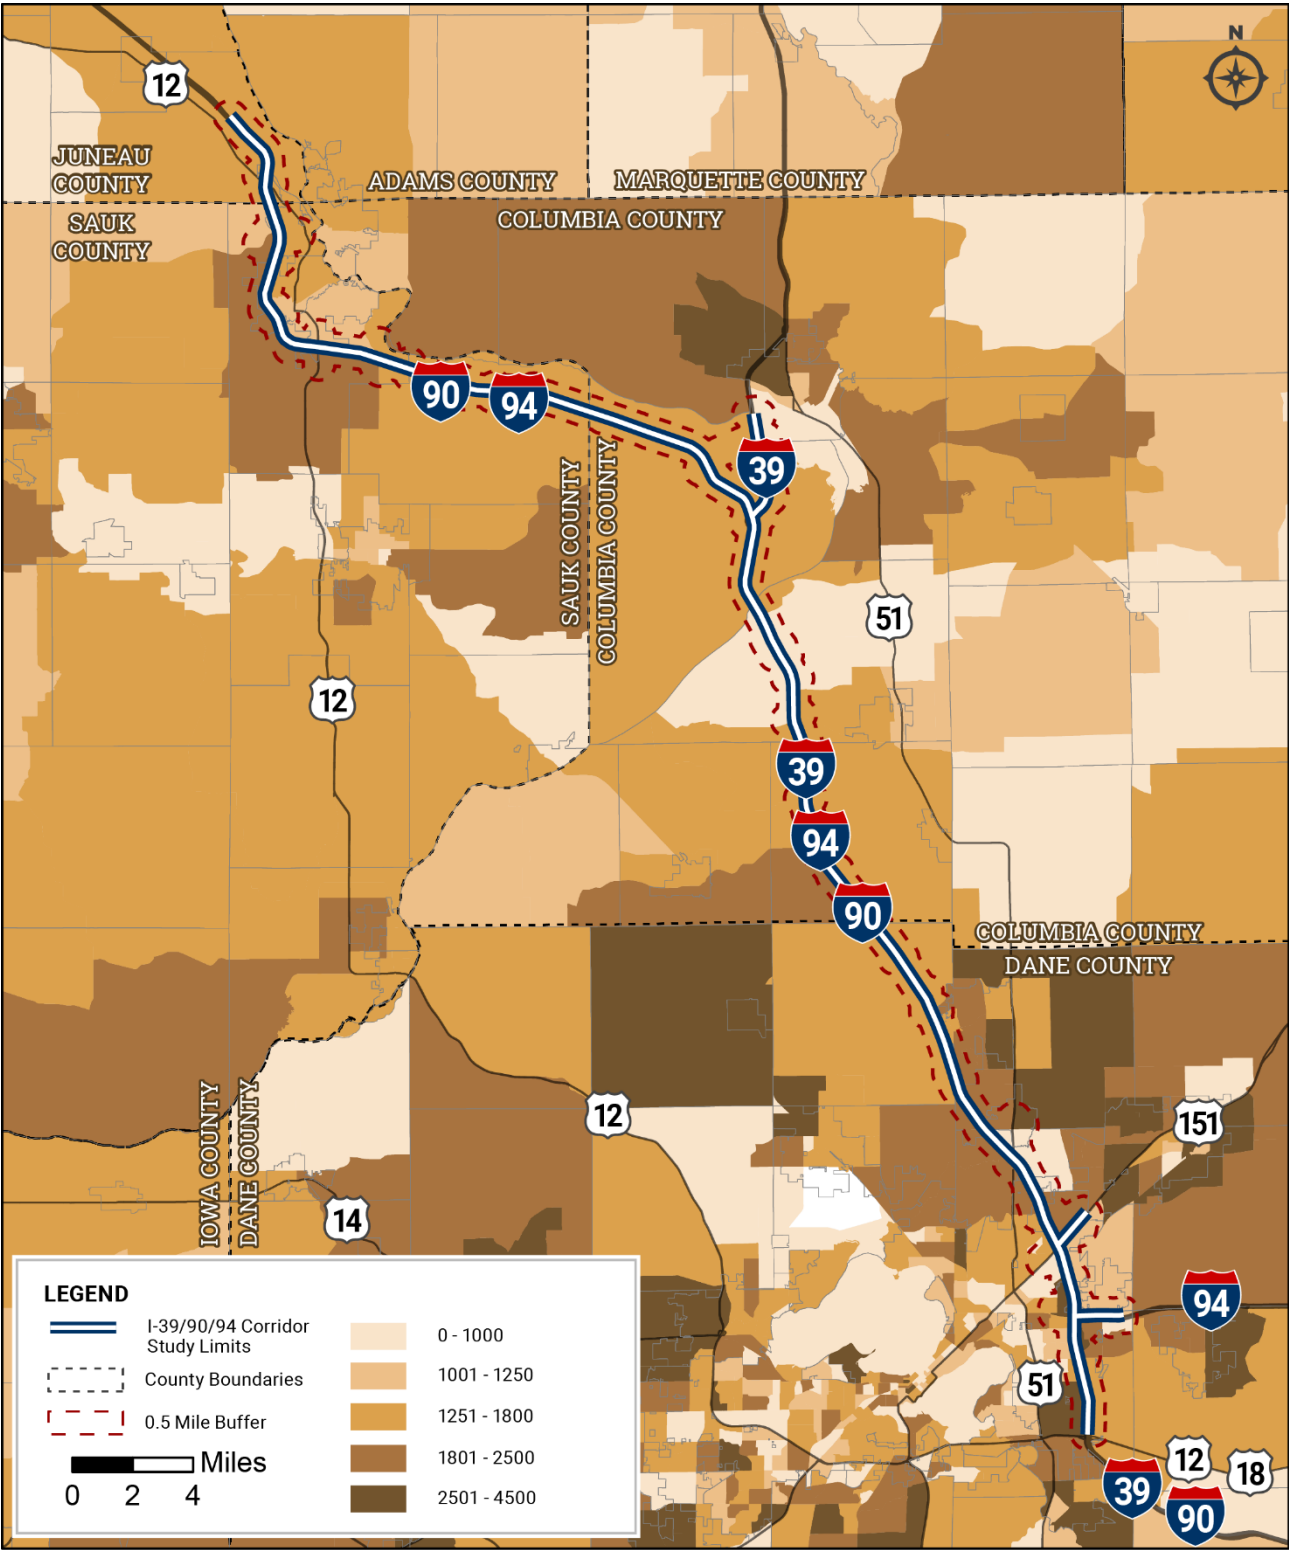 N
12
JUNEAU
COUNTY
ADAMS COUNTY
MARQUETTE COUNTY
SAUK
COUNTY
COLUMBIA COUNTY
90
94
39
SAUK COUNTY
COLUMBIA COUNTY
51
12
39
94
90
COLUMBIA COUNTY
DANE COUNTY
12
151
IOWA COUNTY
DANE COUNTY
14
94
51
12
18
39
90
LEGEND
I-39/90/94 Corridor
Study Limits
County Boundaries
0.5 Mile Buffer
Miles
0 2 4
0 - 1000
1001 - 1250
1251 - 1800
1801 - 2500
2501 - 4500